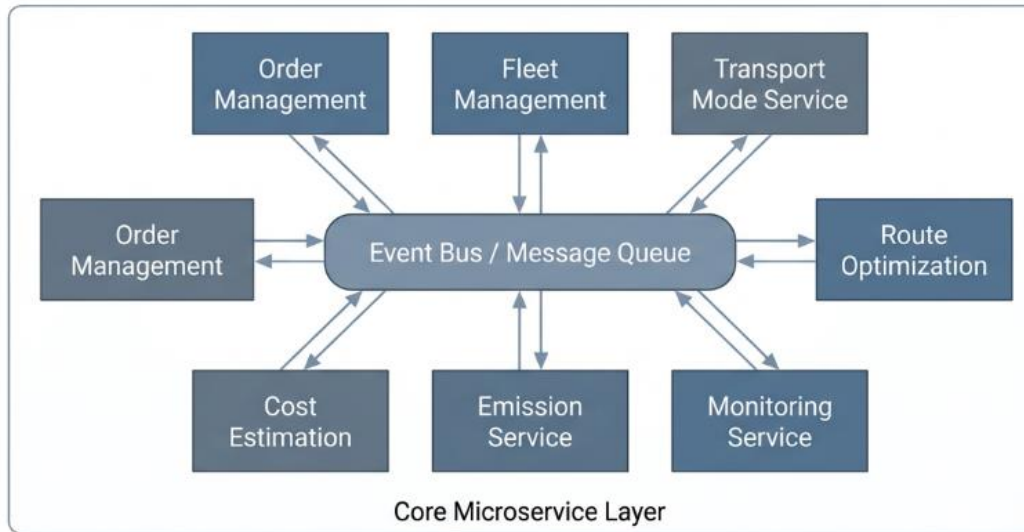 Order
Management
Fleet
Management
Transport
Mode Service
Order
Management
Event Bus / Message Queue
Route
Optimization
Cost
Estimation
Emission
Service
Monitoring
Service
Core Microservice Layer